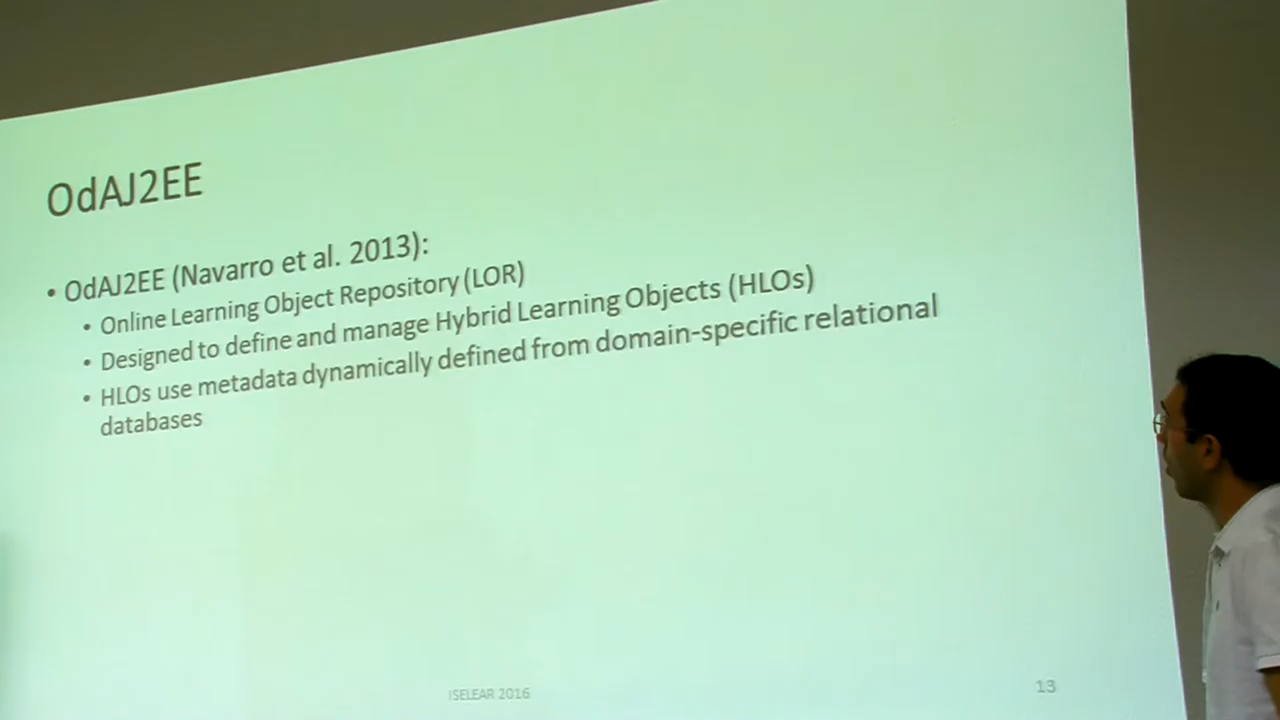 OdAJ2EE
• OdAJ2EE (Navarro et al. 2013):
• Online Learning Object Repository (LOR)
• Designed to define and manage Hybrid Learning Objects (HLOs)
• HLOs use metadata dynamically defined from domain-specific relational
databases
ISELEAR 2016
13